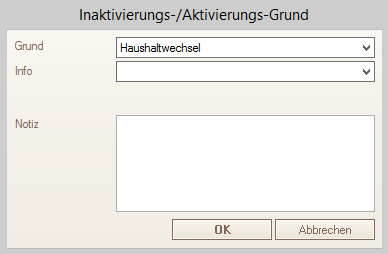 Inaktivierungs-/Aktivierungs-Grund
Grund Haushaltwechsel
Info
Notiz
OK Abbrechen